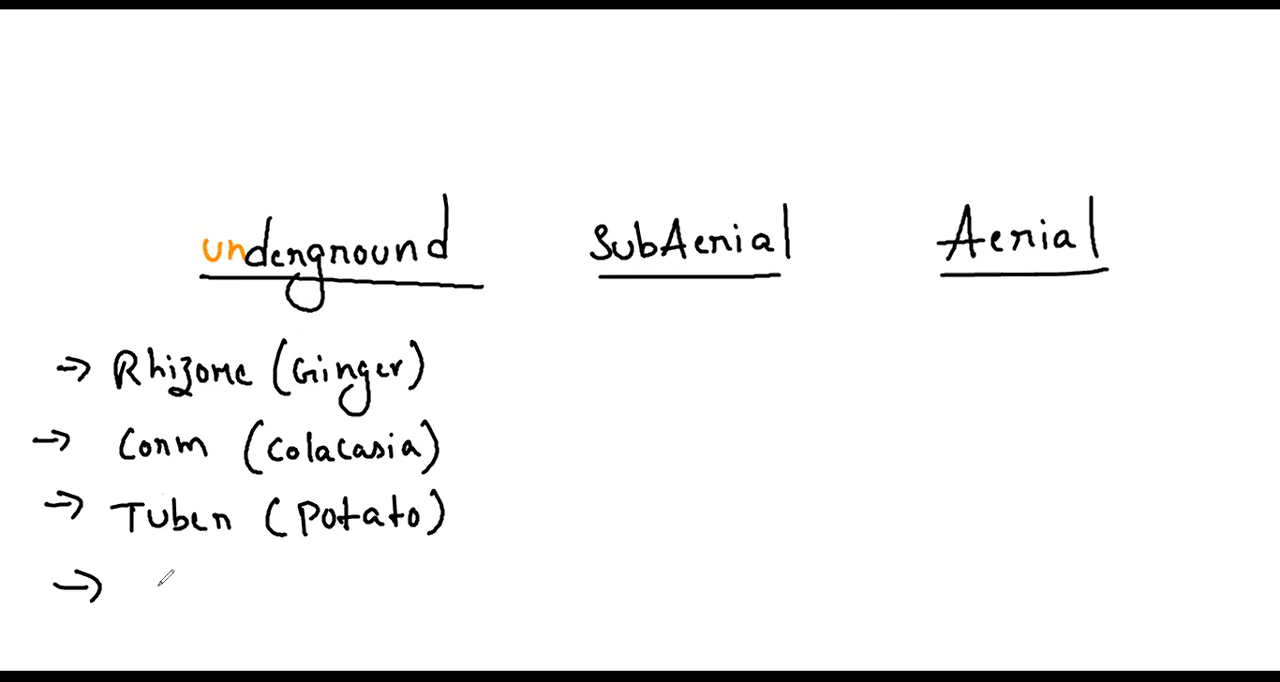 underground SubAerial Aerial
→ Rhizome (Ginger)
→ Corm (Colacasia)
→ Tuber (Potato)
→